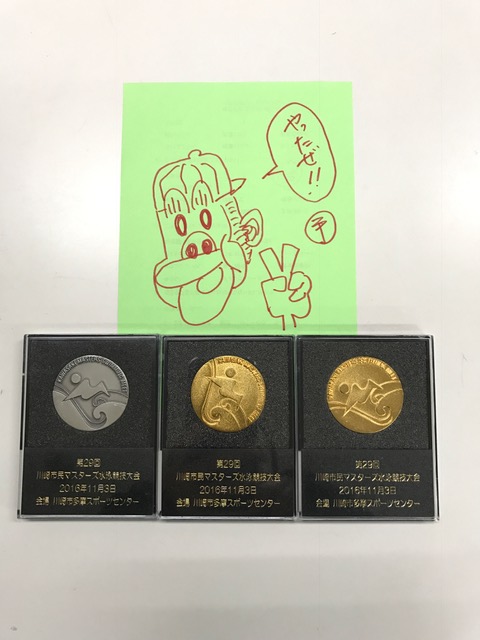 やったぜ!!
第29回
川崎市民マスターズ水泳競技大会
2016年11月3日
会場 川崎市多摩スポーツセンター
第29回
川崎市民マスターズ水泳競技大会
2016年11月3日
会場 川崎市多摩スポーツセンター
第29回
川崎市民マスターズ水泳競技大会
2016年11月3日
会場 川崎市多摩スポーツセンター